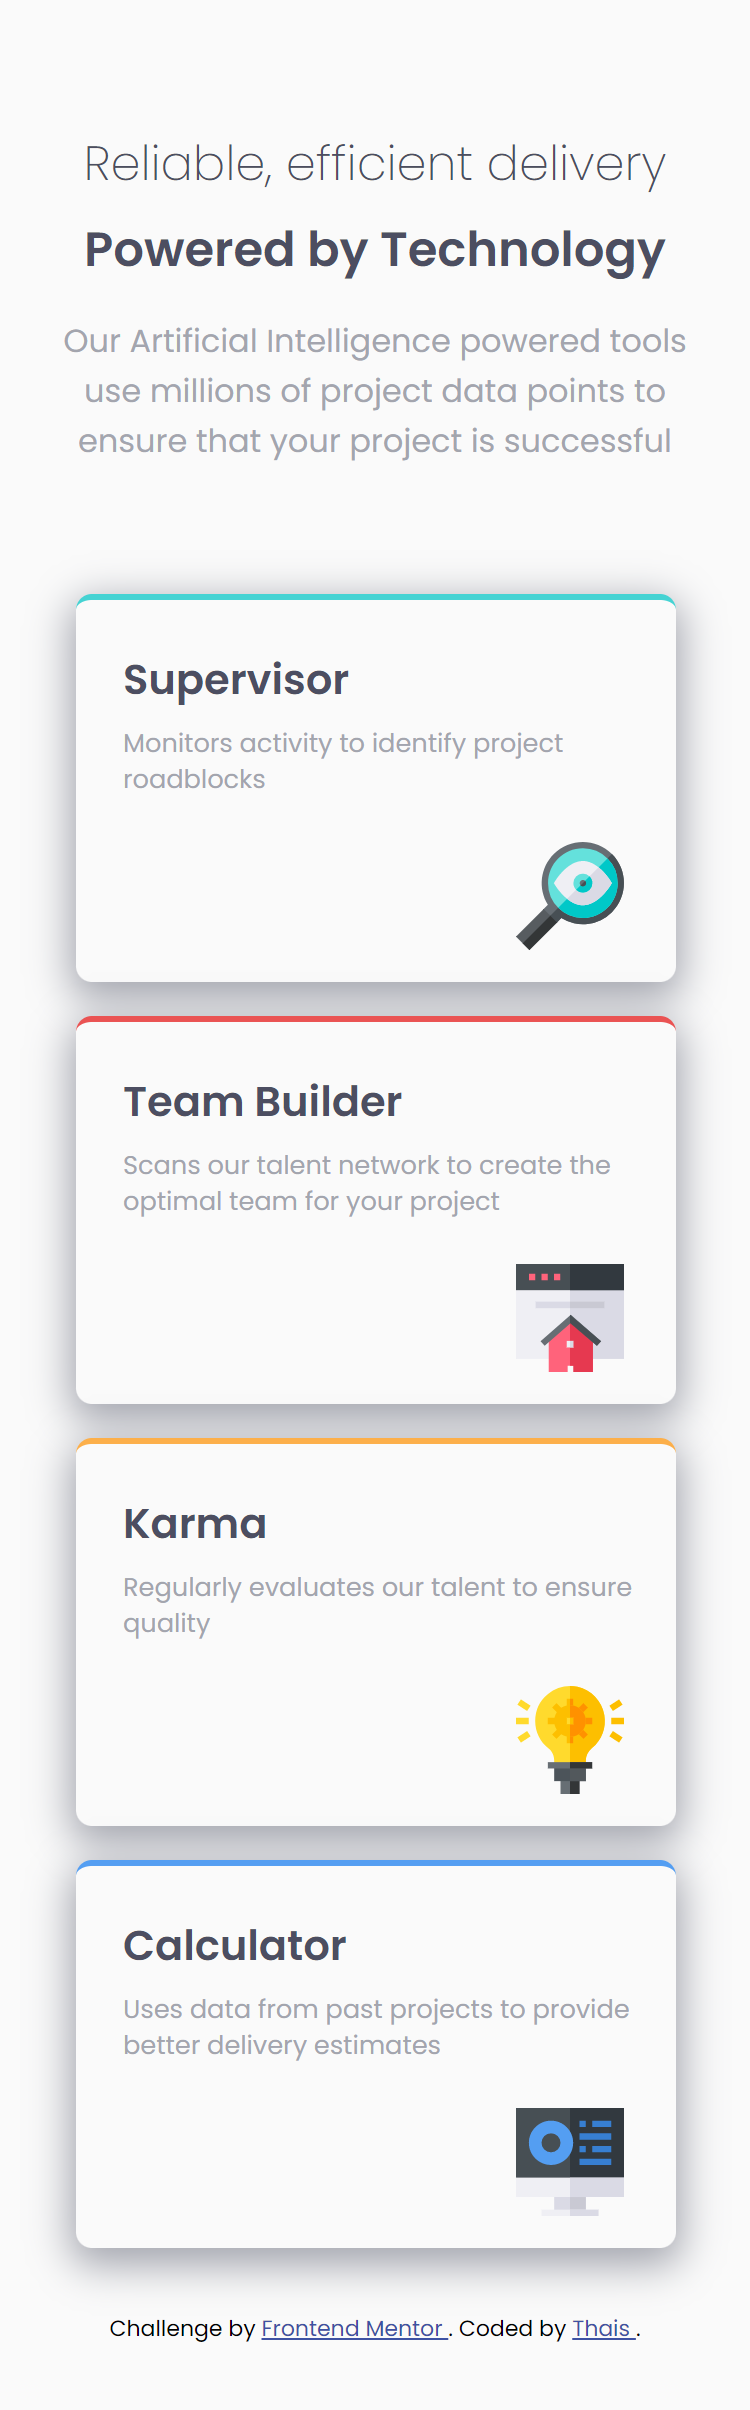 Reliable, efficient delivery
Powered by Technology
Our Artificial Intelligence powered tools
use millions of project data points to
ensure that your project is successful
Supervisor
Monitors activity to identify project
roadblocks
Team Builder
Scans our talent network to create the
optimal team for your project
Karma
Regularly evaluates our talent to ensure
quality
Calculator
Uses data from past projects to provide
better delivery estimates
Challenge by Frontend Mentor . Coded by Thais .